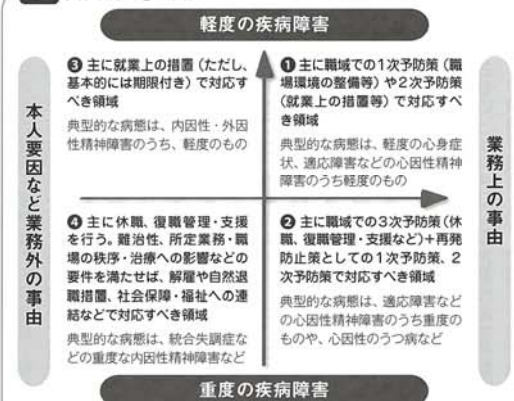 軽度の疾病障害
❸ 主に就業上の措置（ただし、
基本的には期限付き）で対応す
べき領域
典型的な病態は、内因性・外因
性精神障害のうち、軽度のもの
❶ 主に職域での1次予防策（職
場環境の整備等）や2次予防策
（就業上の措置等）で対応すべ
き領域
典型的な病態は、軽度の心身症
状、適応障害などの心因性精神
障害のうち軽度のもの
本人要因など業務外の事由
業務上の事由
❹ 主に休職、復職管理・支援
を行う。難治性、所定業務・職
場の秩序・治療への影響などの
要件を満たせば、解雇や自然退
職措置、社会保障・福祉への連
結などで対応すべき領域
典型的な病態は、統合失調症な
どの重度な内因性精神障害など
❷ 主に職域での3次予防策（休
職、復職管理・支援など）＋再発
防止策としての1次予防策、2
次予防策で対応すべき領域
典型的な病態は、適応障害など
の心因性精神障害のうち重度の
ものや、心因性のうつ病など
重度の疾病障害